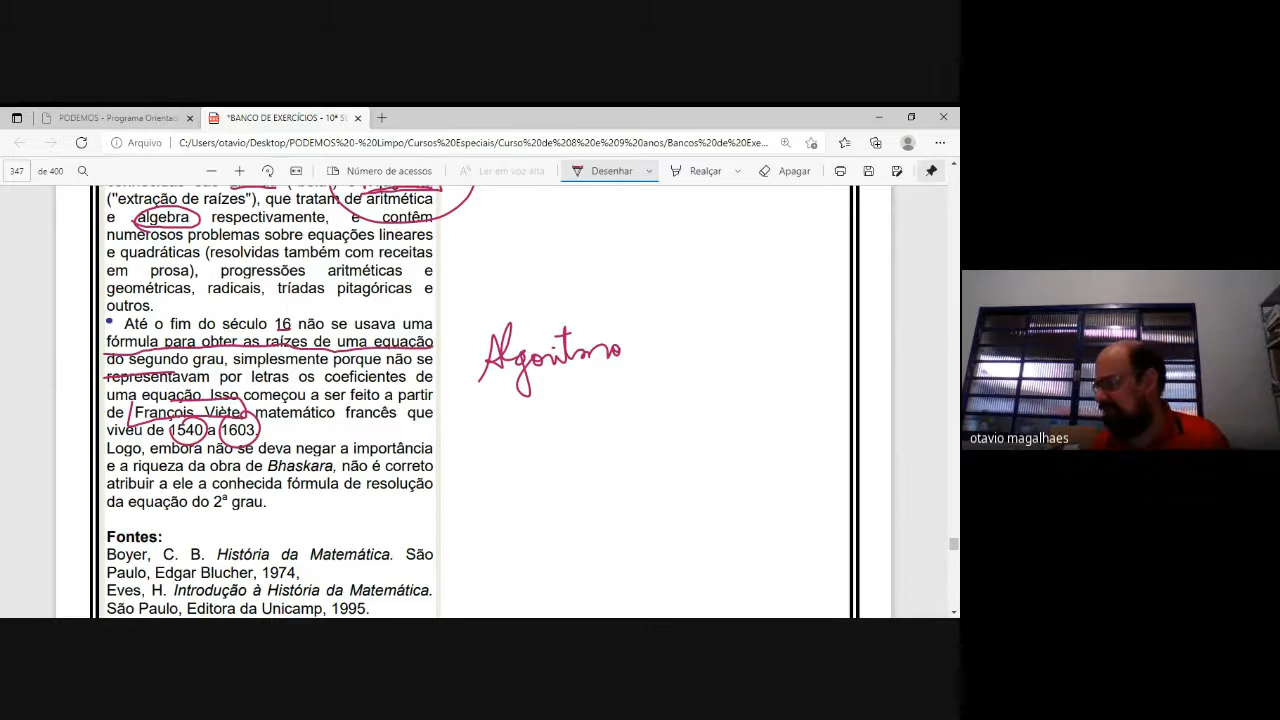 PODEMOS - Programa Orientad
*BANCO DE EXERCÍCIOS - 10ª S
Arquivo
C:/Users/otavio/Desktop/PODEMOS%20-%20Limpo/Cursos%20Especiais/Curso%20de%208%20e%209%20anos/Bancos%20de%20Exe...
347
de 400
Número de acessos
Ler em voz alta
Desenhar
Realçar
Apagar
("extração de raízes"), que tratam de aritmética
e álgebra respectivamente, e contêm
numerosos problemas sobre equações lineares
e quadráticas (resolvidas também com receitas
em prosa), progressões aritméticas e
geométricas, radicais, tríadas pitagóricas e
outros.
• Até o fim do século 16 não se usava uma
fórmula para obter as raízes de uma equação
do segundo grau, simplesmente porque não se
representavam por letras os coeficientes de
uma equação. Isso começou a ser feito a partir
de François Viète, matemático francês que
viveu de 1540 a 1603.
Logo, embora não se deva negar a importância
e a riqueza da obra de Bhaskara, não é correto
atribuir a ele a conhecida fórmula de resolução
da equação do 2ª grau.
Fontes:
Boyer, C. B. História da Matemática. São
Paulo, Edgar Blucher, 1974,
Eves, H. Introdução à História da Matemática.
São Paulo, Editora da Unicamp, 1995.
Algoritmo
otavio magalhaes